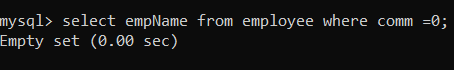 mysql> select empName from employee where comm =0;
Empty set (0.00 sec)